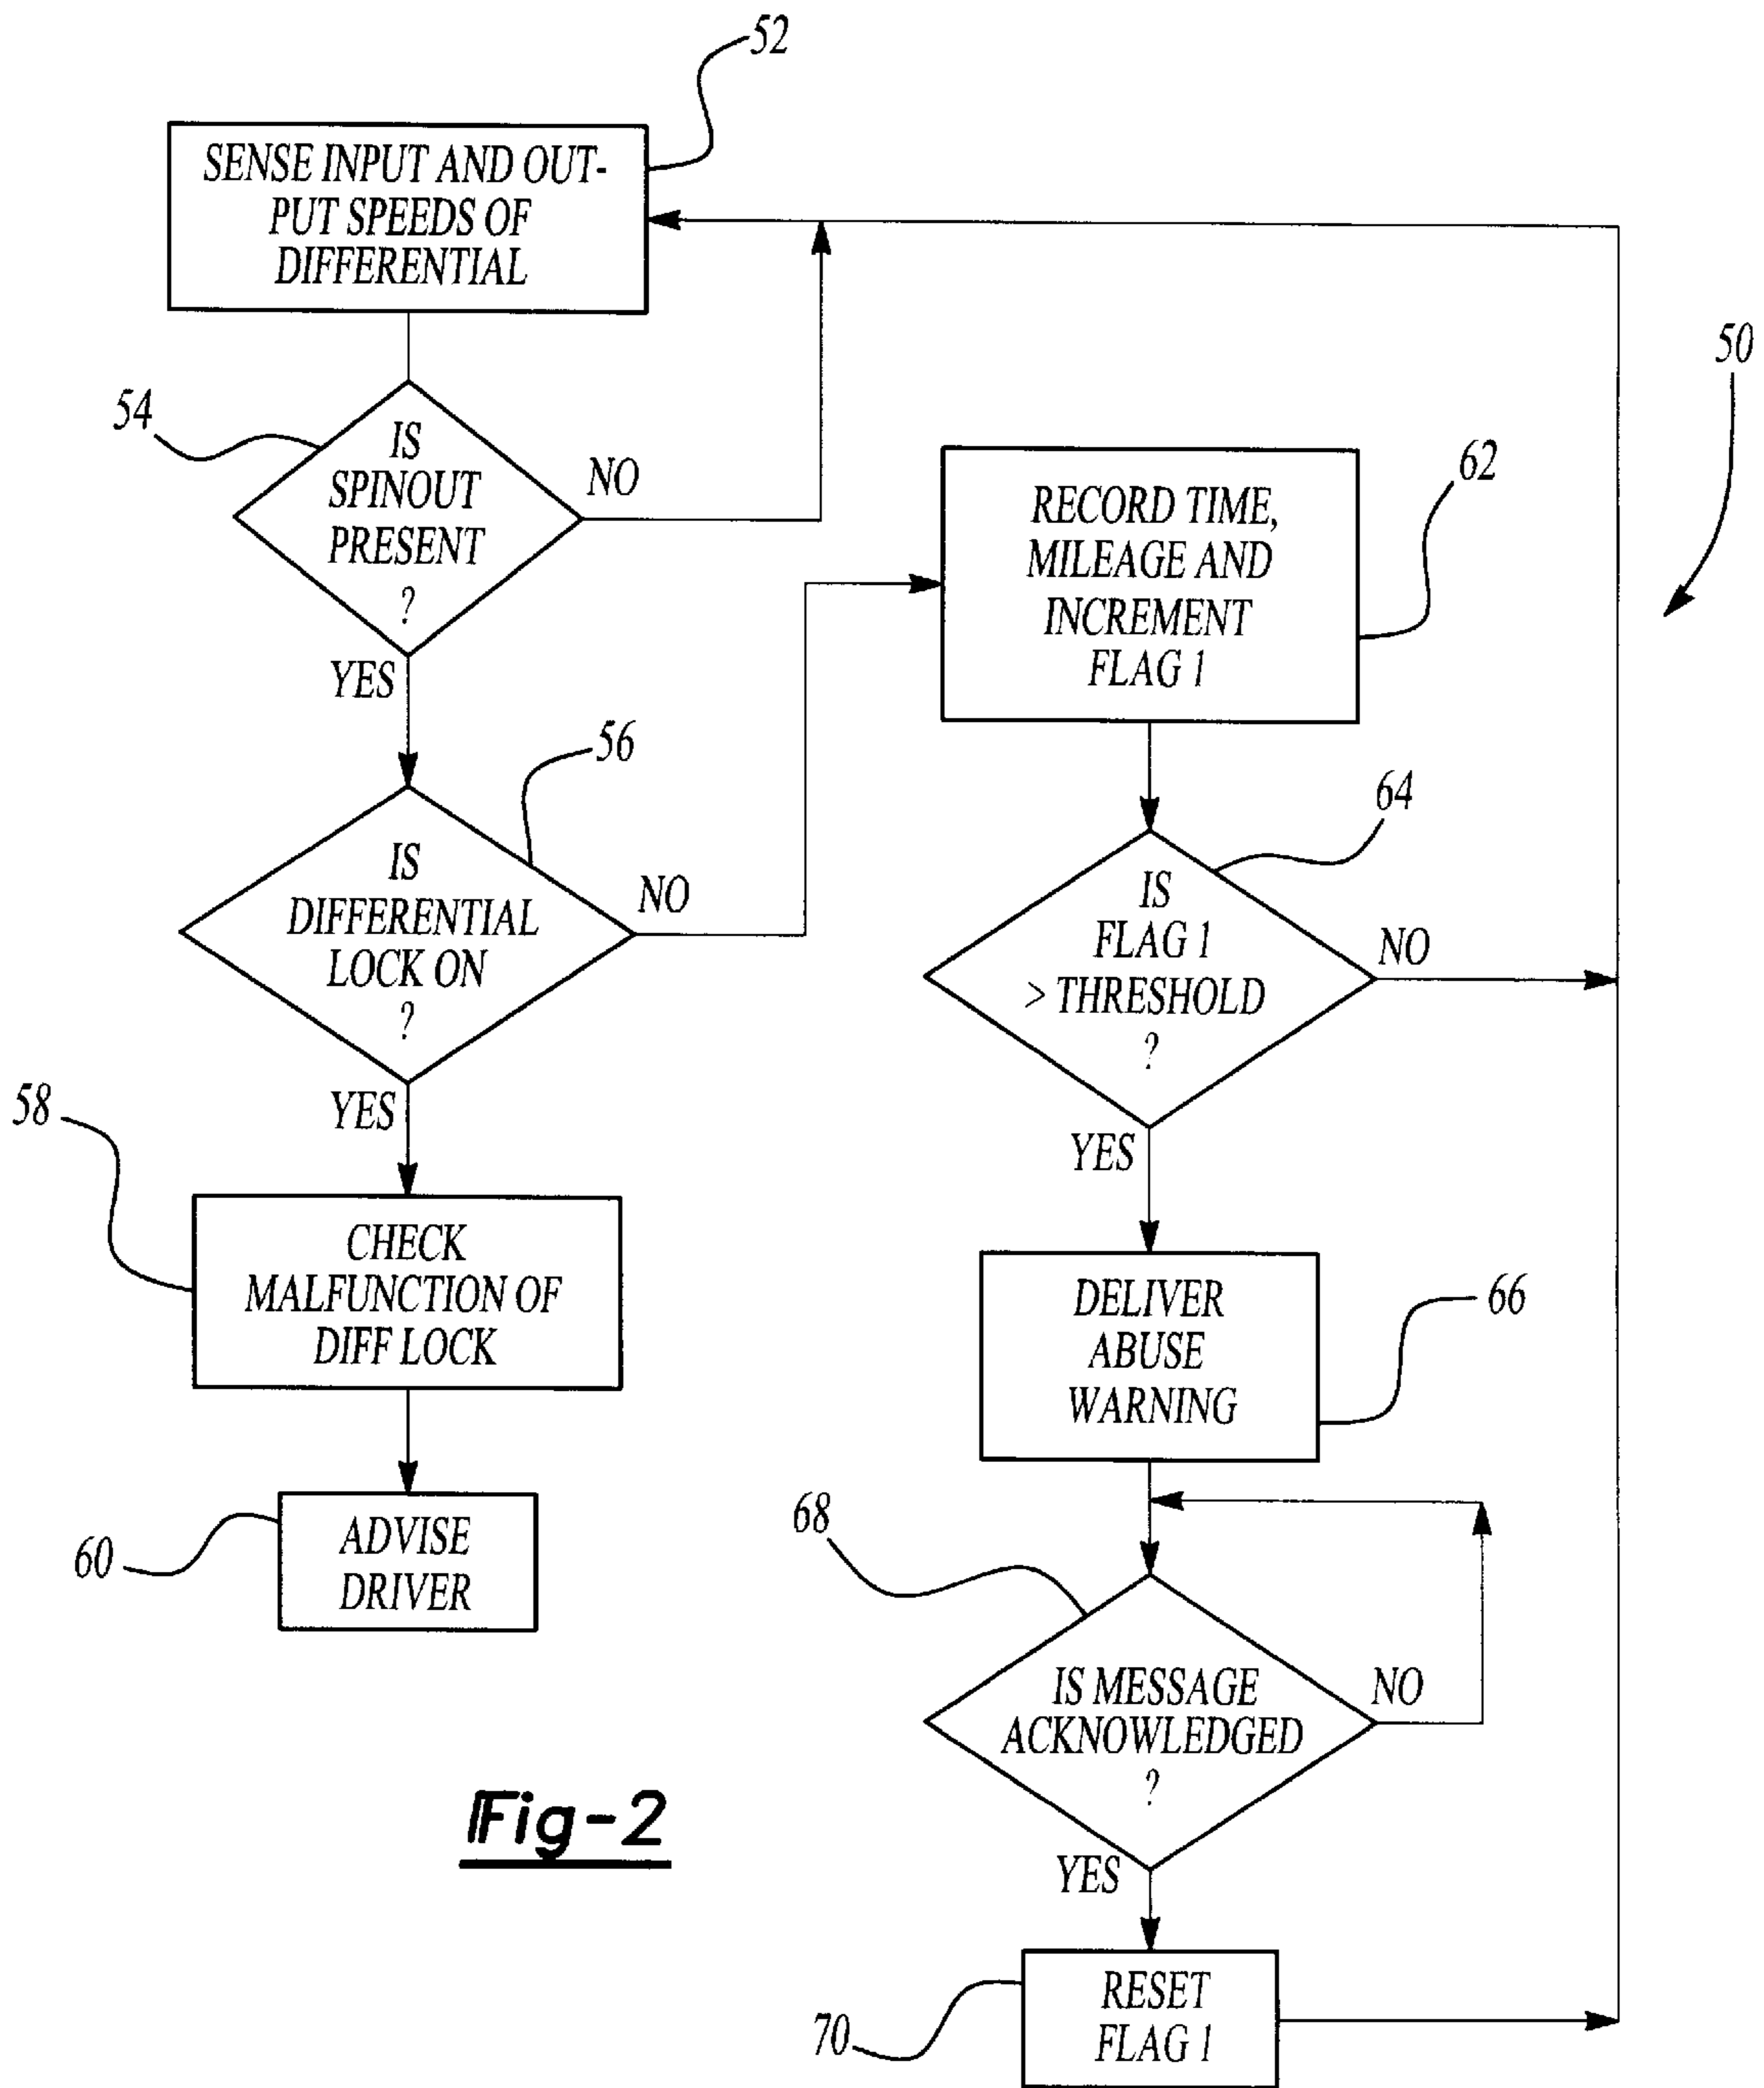 52
SENSE INPUT AND OUT-
PUT SPEEDS OF
DIFFERENTIAL
50
54
IS
SPINOUT
PRESENT
?
NO
YES
62
RECORD TIME,
MILEAGE AND
INCREMENT
FLAG 1
56
IS
DIFFERENTIAL
LOCK ON
?
NO
YES
64
IS
FLAG 1
> THRESHOLD
?
NO
YES
58
CHECK
MALFUNCTION OF
DIFF LOCK
66
DELIVER
ABUSE
WARNING
60
ADVISE
DRIVER
68
IS MESSAGE
ACKNOWLEDGED
?
NO
YES
70
RESET
FLAG 1
Fig-2